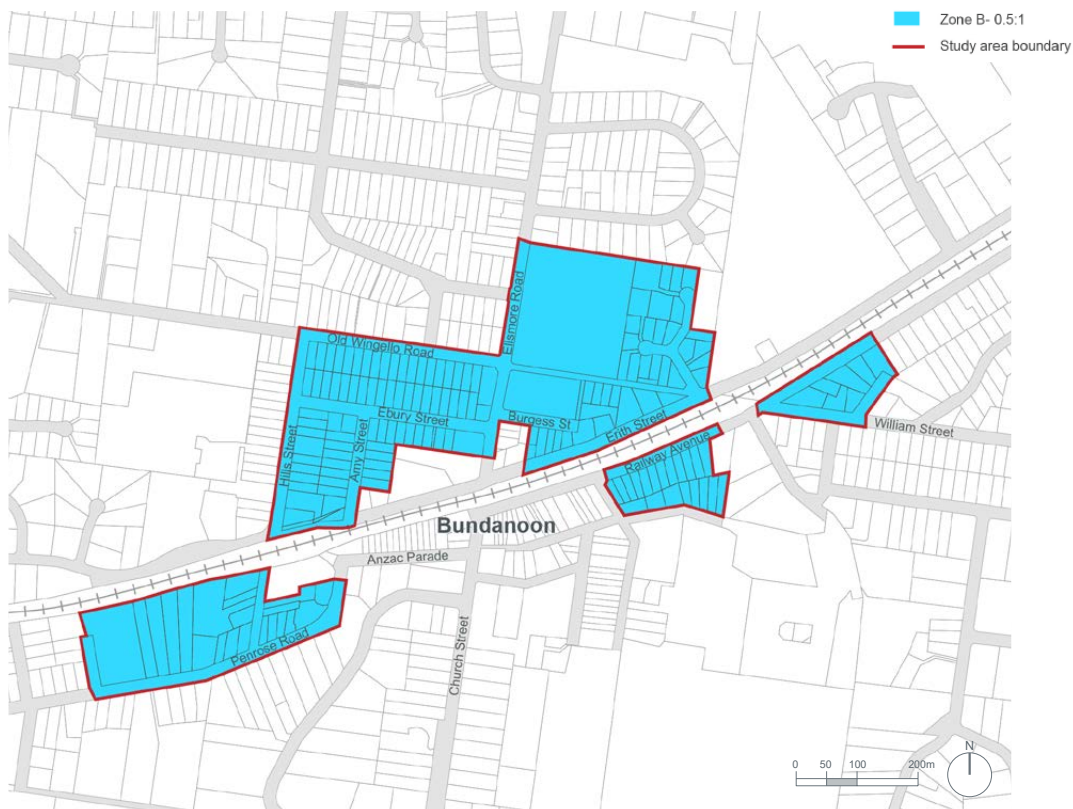 Zone B- 0.5:1
Study area boundary
Ellsmore Road
Old Wingello Road
Ebury Street
Burgess St
Erith Street
Hills Street
Amy Street
Railway Avenue
William Street
Bundanoon
Anzac Parade
Penrose Road
Church Street
0 50 100 200m
N